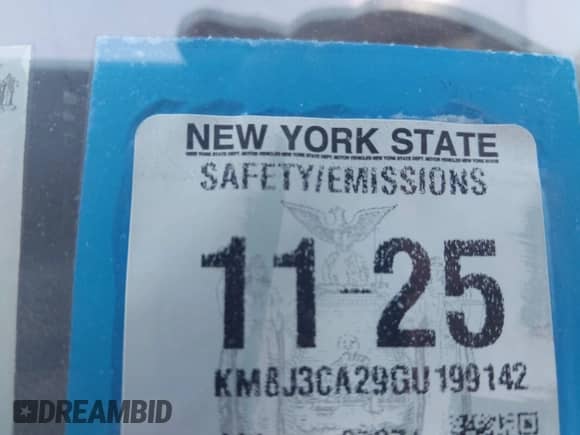 NEW YORK STATE
SAFETY/EMISSIONS
11-25
KM8J3CA29GU199142
DREAMBID